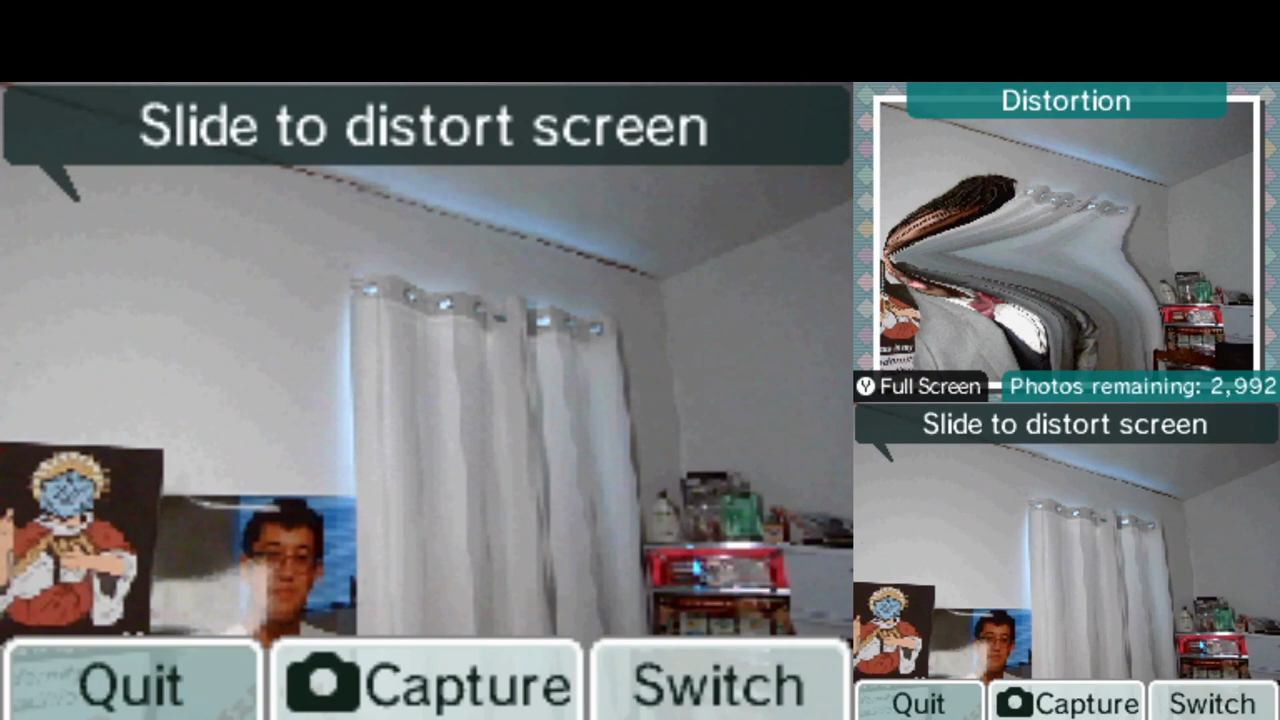 Slide to distort screen
Quit
Capture
Switch
Distortion
Y Full Screen
Photos remaining: 2,992
Slide to distort screen
Quit
Capture
Switch